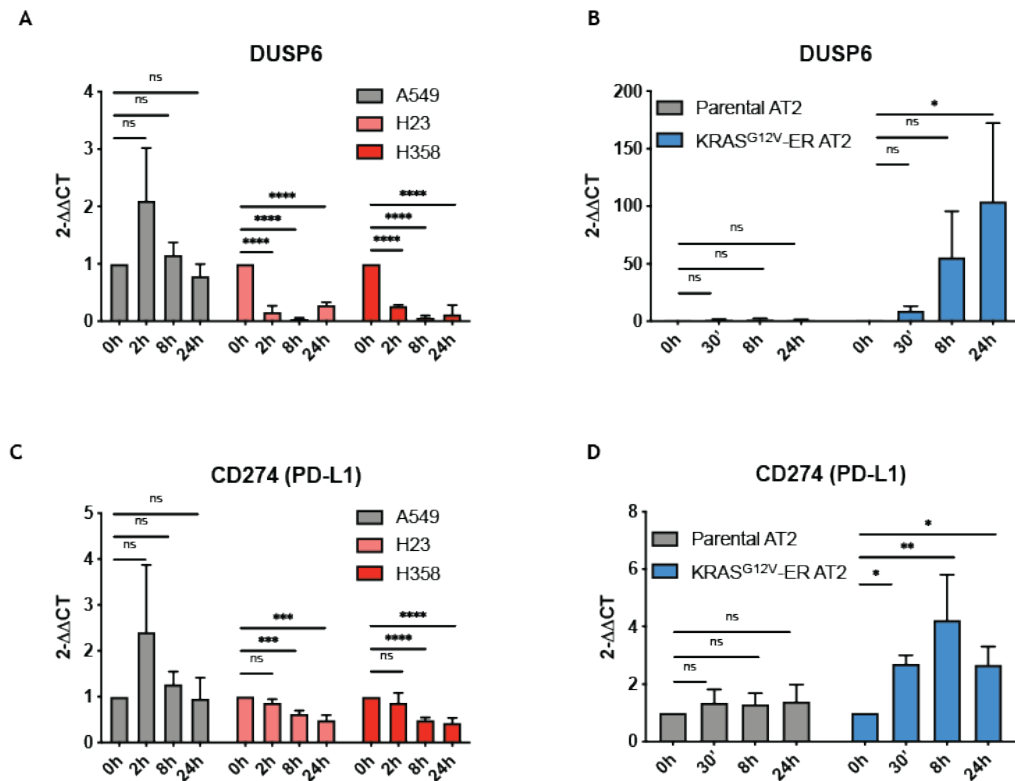 A
DUSP6
2-ΔΔCT
4
3
2
1
0
ns
ns
ns
A549
H23
H358
****
****
****
****
****
****
0h
2h
8h
24h
0h
2h
8h
24h
0h
2h
8h
24h
B
DUSP6
2-ΔΔCT
200
150
100
50
0
Parental AT2
KRASG12V-ER AT2
ns
ns
ns
*
ns
ns
0h
30'
8h
24h
0h
30'
8h
24h
C
CD274 (PD-L1)
2-ΔΔCT
5
4
3
2
1
0
ns
ns
ns
A549
H23
H358
***
***
ns
****
****
ns
0h
2h
8h
24h
0h
2h
8h
24h
0h
2h
8h
24h
D
CD274 (PD-L1)
2-ΔΔCT
8
6
4
2
0
Parental AT2
KRASG12V-ER AT2
ns
ns
ns
*
**
*
0h
30'
8h
24h
0h
30'
8h
24h